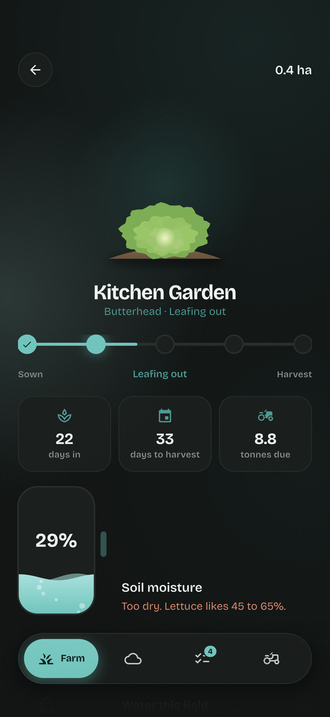 0.4 ha
Kitchen Garden
Butterhead · Leafing out
Sown
Leafing out
Harvest
22
days in
33
days to harvest
8.8
tonnes due
29%
Soil moisture
Too dry. Lettuce likes 45 to 65%.
4
Farm
Water this field